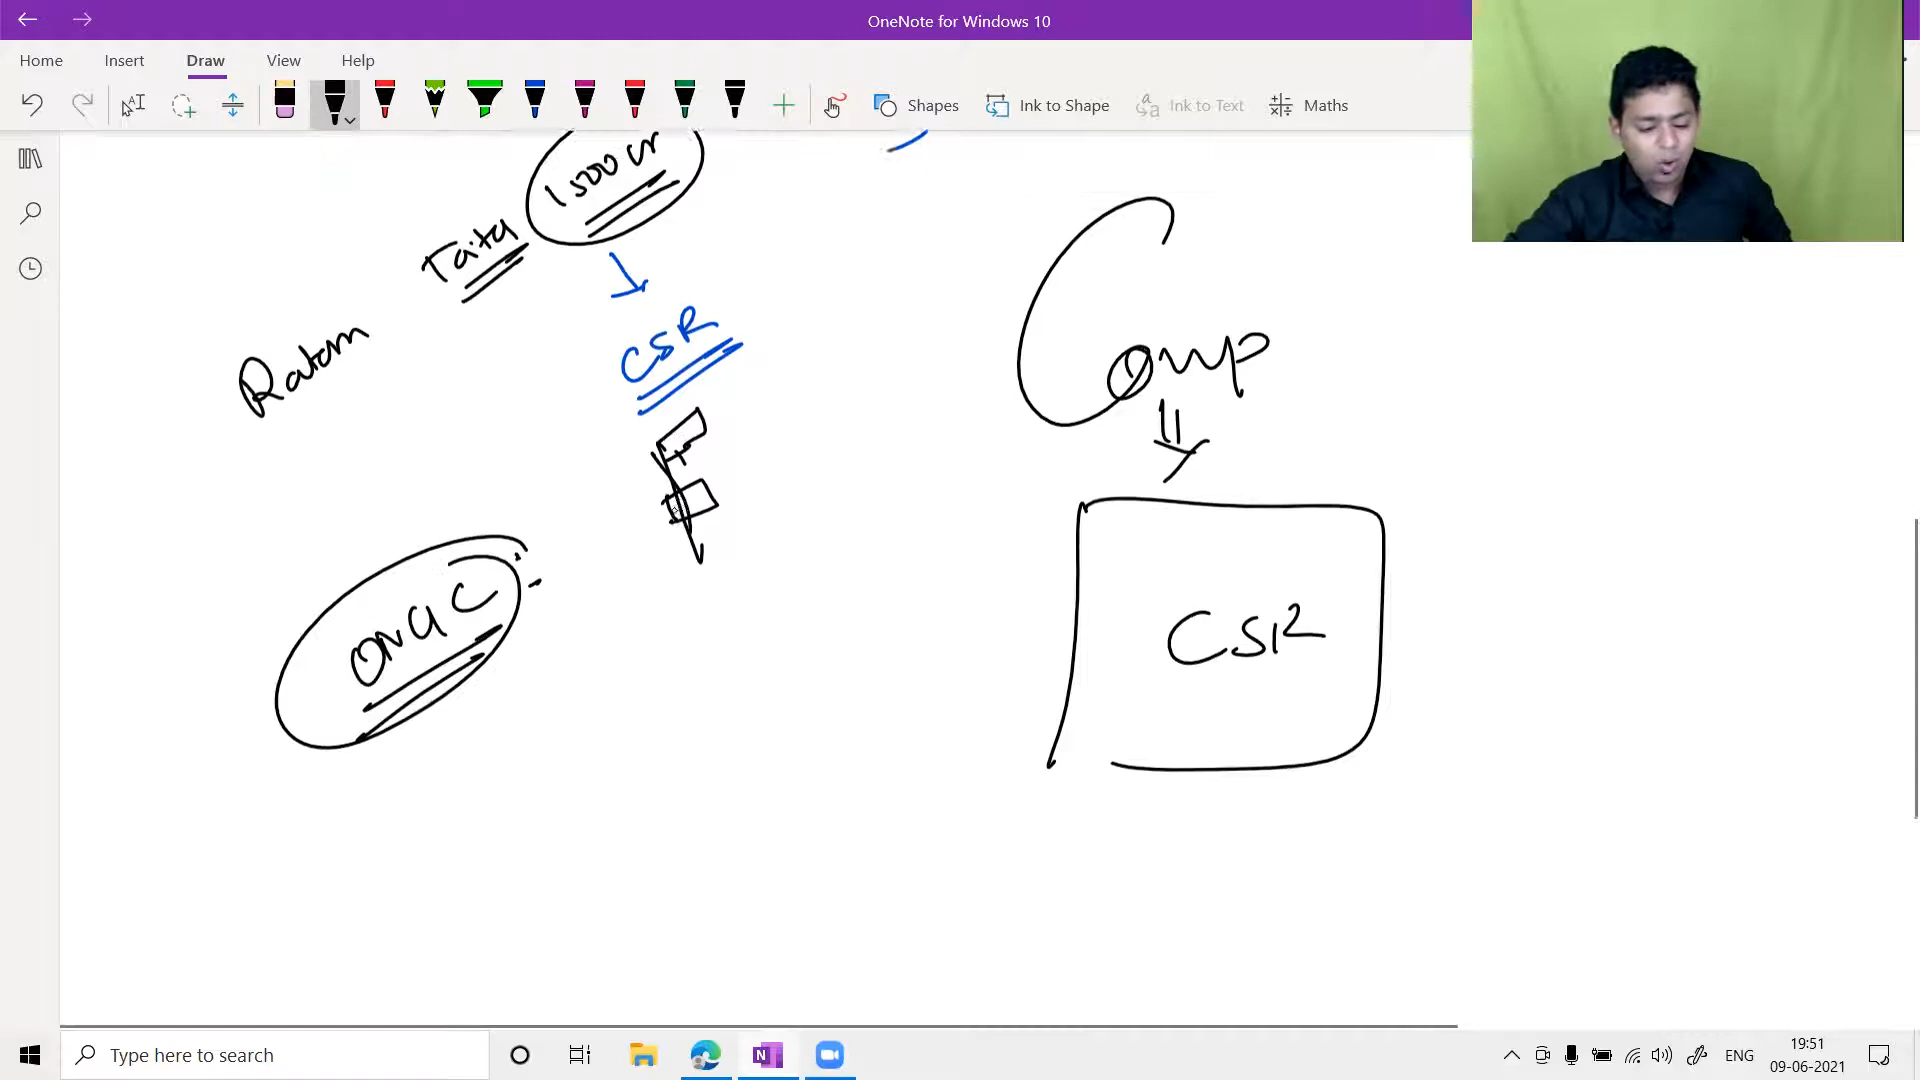 OneNote for Windows 10
Home Insert Draw View Help
Shapes Ink to Shape Ink to Text Maths
1500 cr
Tata
Ratan
CSR
Comp
ONGC
CSR
Type here to search
ENG
19:51
09-06-2021